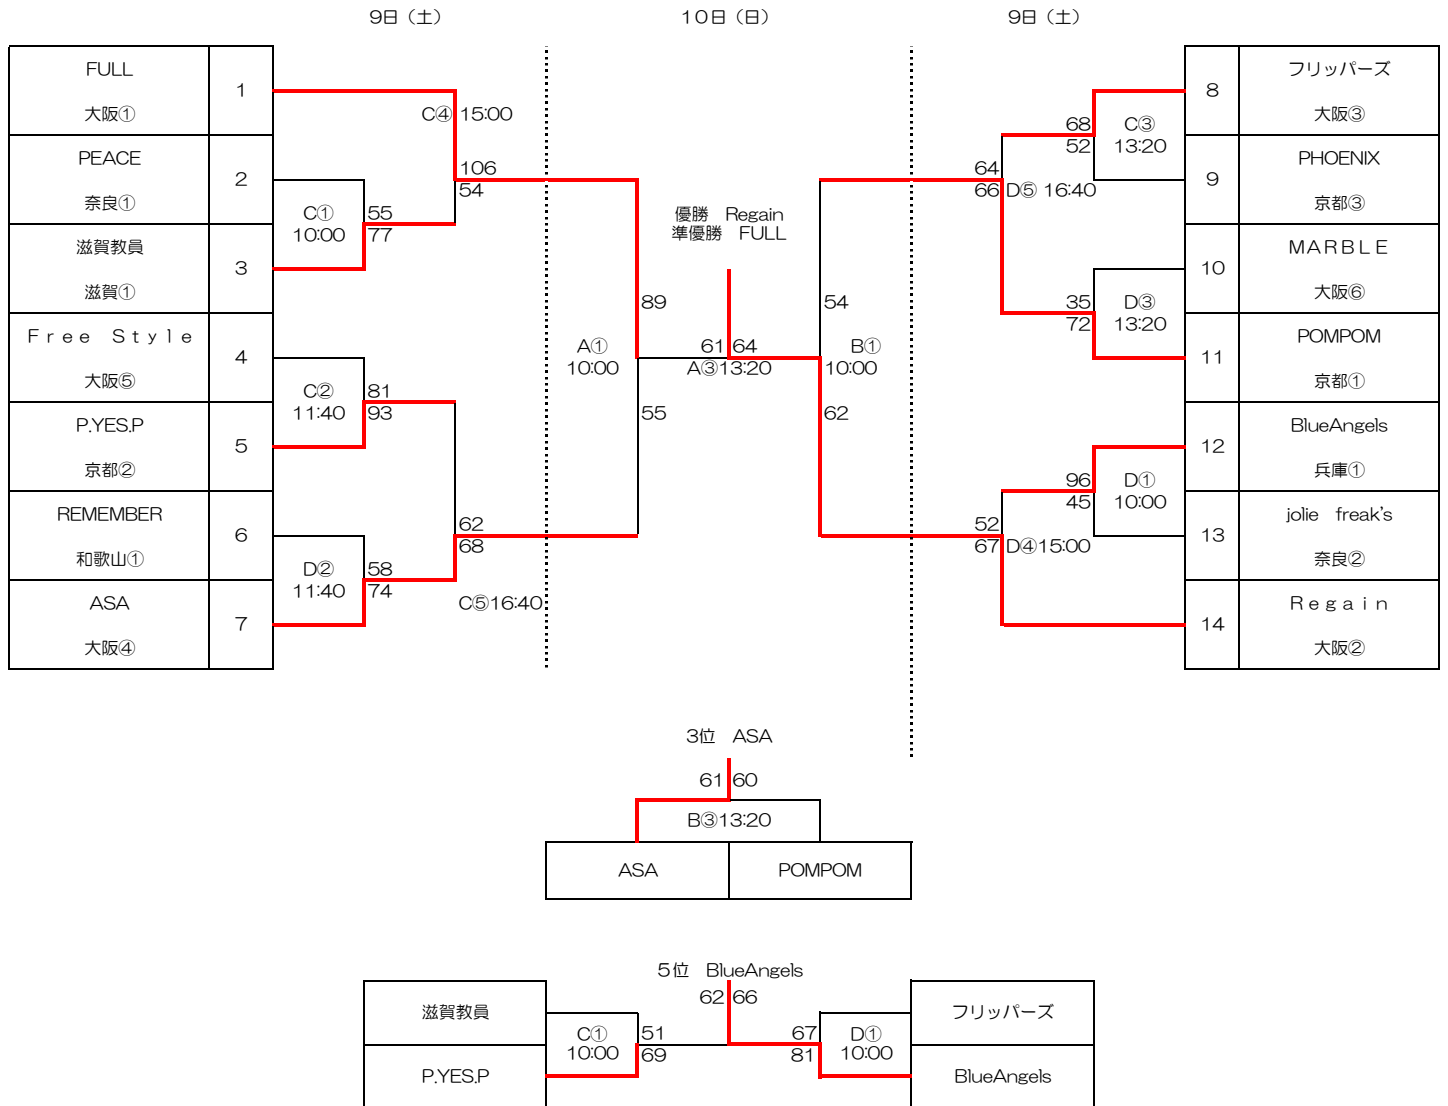 9日（土）
10日（日）
9日（土）
FULL
大阪①
1
PEACE
奈良①
2
滋賀教員
滋賀①
3
Ｆｒｅｅ　Ｓｔｙｌｅ
大阪⑤
4
P.YES.P
京都②
5
REMEMBER
和歌山①
6
ASA
大阪④
7
C④ 15:00
106
54
C①
10:00
55
77
C②
11:40
81
93
62
68
D②
11:40
58
74
C⑤16:40
優勝　Regain
準優勝　FULL
89
A①
10:00
55
61 64
A③13:20
54
B①
10:00
62
64
66 D⑤ 16:40
68
52
C③
13:20
35
72
D③
13:20
96
45
D①
10:00
52
67 D④15:00
8
フリッパーズ
大阪③
9
PHOENIX
京都③
10
ＭＡＲＢＬＥ
大阪⑥
11
POMPOM
京都①
12
BlueAngels
兵庫①
13
jolie　freak's
奈良②
14
Ｒｅｇａｉｎ
大阪②
3位　ASA
61 60
B③13:20
ASA
POMPOM
5位　BlueAngels
62 66
滋賀教員
P.YES.P
C①
10:00
51
69
67
81
D①
10:00
フリッパーズ
BlueAngels